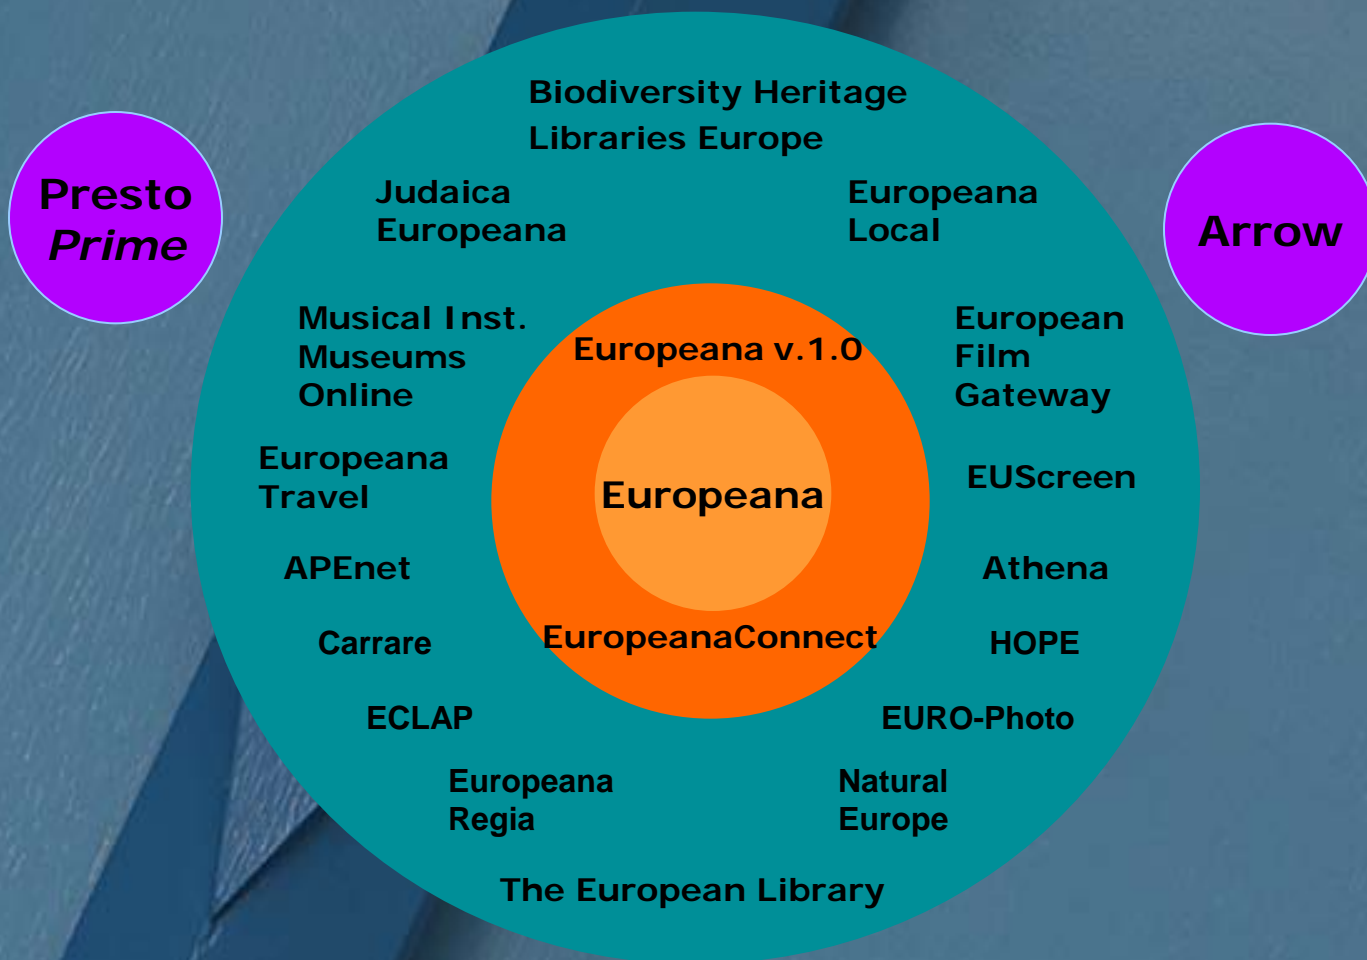 Biodiversity Heritage
Libraries Europe
Presto
Prime
Judaica
Europeana
Europeana
Local
Arrow
Musical Inst.
Museums
Online
Europeana v.1.0
European
Film
Gateway
Europeana
Travel
Europeana
EUScreen
APEnet
Athena
Carrare
EuropeanaConnect
HOPE
ECLAP
EURO-Photo
Europeana
Regia
Natural
Europe
The European Library